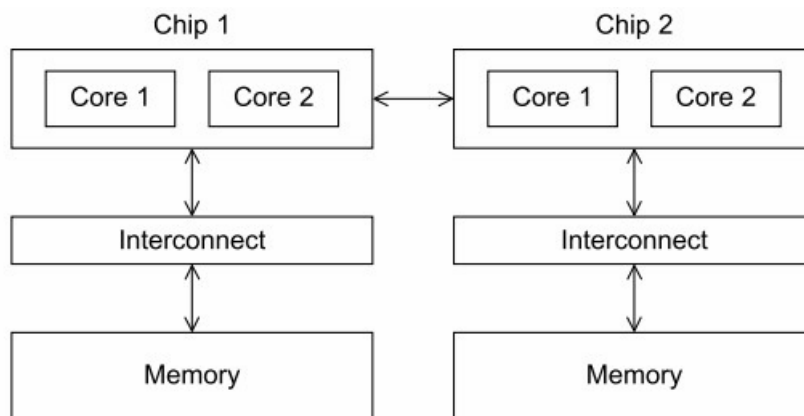 Chip 1
Chip 2
Core 1
Core 2
Core 1
Core 2
Interconnect
Interconnect
Memory
Memory